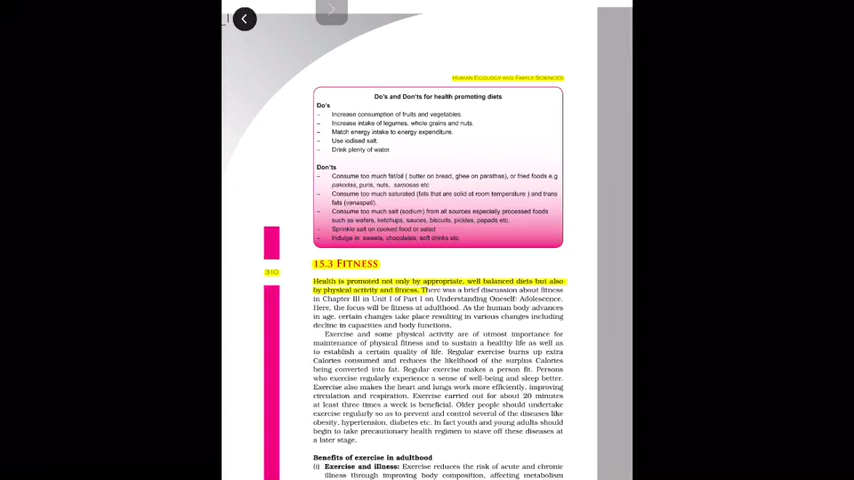 HUMAN ECOLOGY AND FAMILY SCIENCES
Do's and Don'ts for health promoting diets
Do's
– Increase consumption of fruits and vegetables.
– Increase intake of legumes, whole grains and nuts.
– Match energy intake to energy expenditure.
– Use iodised salt.
– Drink plenty of water.
Don'ts
– Consume too much fat/oil ( butter on bread, ghee on parathas), or fried foods e.g
pakodas, puris, nuts, samosas etc
– Consume too much saturated (fats that are solid at room temperature ) and trans
fats (vanaspati).
– Consume too much salt (sodium) from all sources especially processed foods
such as wafers, ketchups, sauces, biscuits, pickles, papads etc.
– Sprinkle salt on cooked food or salad
– Indulge in sweets, chocolates, soft drinks etc
15.3 FITNESS
310
Health is promoted not only by appropriate, well balanced diets but also
by physical activity and fitness. There was a brief discussion about fitness
in Chapter III in Unit I of Part I on Understanding Oneself: Adolescence.
Here, the focus will be fitness at adulthood. As the human body advances
in age, certain changes take place resulting in various changes including
decline in capacities and body functions.
Exercise and some physical activity are of utmost importance for
maintenance of physical fitness and to sustain a healthy life as well as
to establish a certain quality of life. Regular exercise burns up extra
Calories consumed and reduces the likelihood of the surplus Calories
being converted into fat. Regular exercise makes a person fit. Persons
who exercise regularly experience a sense of well-being and sleep better.
Exercise also makes the heart and lungs work more efficiently, improving
circulation and respiration. Exercise carried out for about 20 minutes
at least three times a week is beneficial. Older people should undertake
exercise regularly so as to prevent and control several of the diseases like
obesity, hypertension, diabetes etc. In fact youth and young adults should
begin to take precautionary health regimen to stave off these diseases at
a later stage.
Benefits of exercise in adulthood
(i) Exercise and illness: Exercise reduces the risk of acute and chronic
illness through improving body composition, affecting metabolism